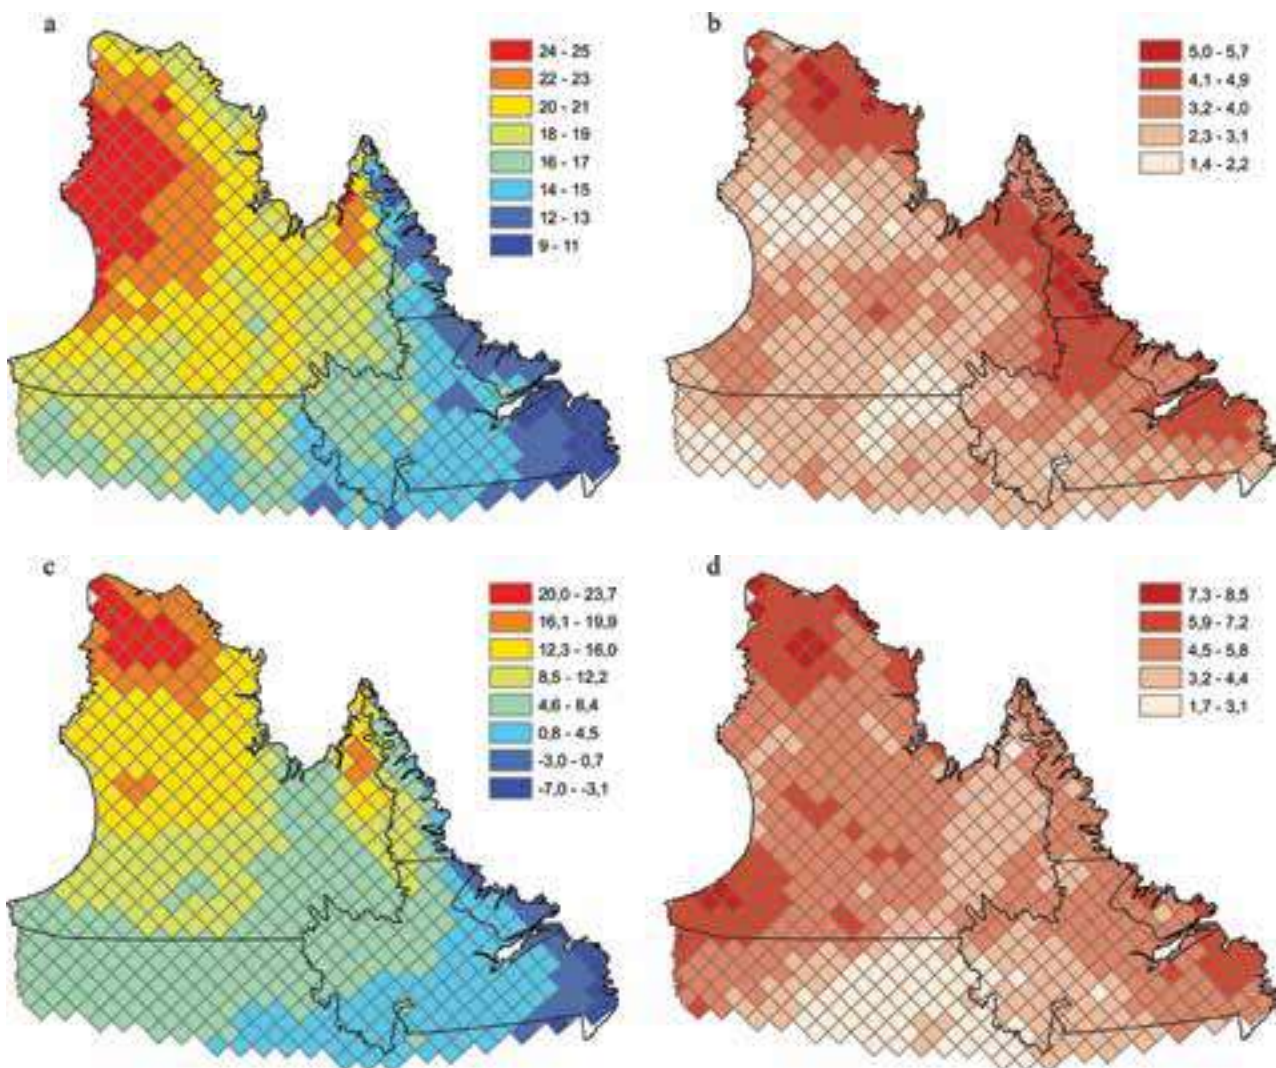 a
24 - 25
22 - 23
20 - 21
18 - 19
16 - 17
14 - 15
12 - 13
9 - 11
b
5,0 - 5,7
4,1 - 4,9
3,2 - 4,0
2,3 - 3,1
1,4 - 2,2
c
20,0 - 23,7
16,1 - 19,9
12,3 - 16,0
8,5 - 12,2
4,6 - 8,4
0,8 - 4,5
-3,0 - 0,7
-7,0 - -3,1
d
7,3 - 8,5
5,9 - 7,2
4,5 - 5,8
3,2 - 4,4
1,7 - 3,1